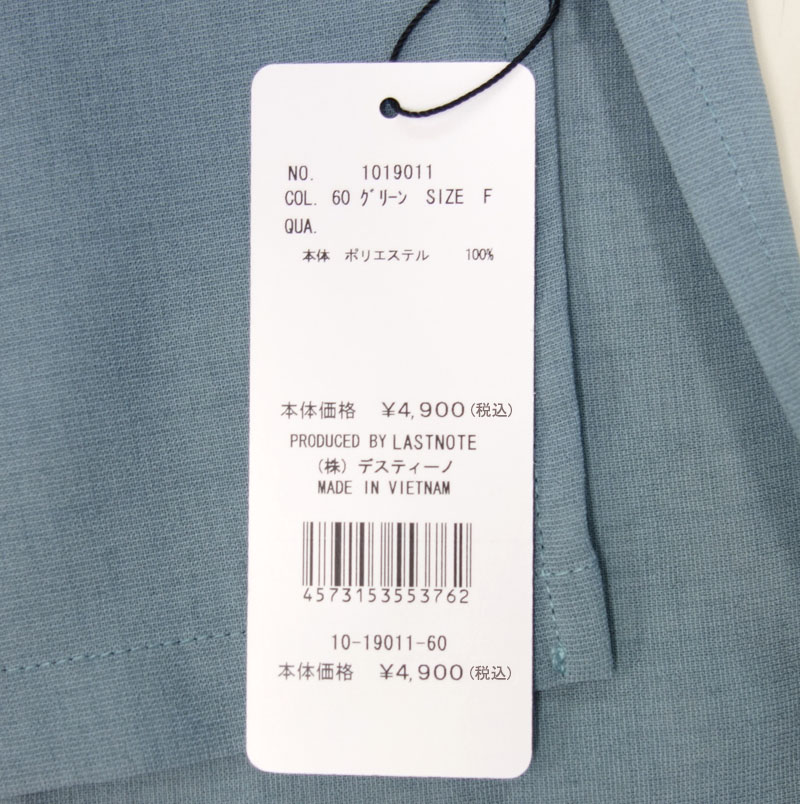 NO. 1019011
COL. 60 ｸﾞﾘｰﾝ SIZE F
QUA.
本体 ポリエステル 100%
本体価格 ¥4,900(税込)
PRODUCED BY LASTNOTE
（株）デスティーノ
MADE IN VIETNAM
4573153553762
10-19011-60
本体価格 ¥4,900(税込)